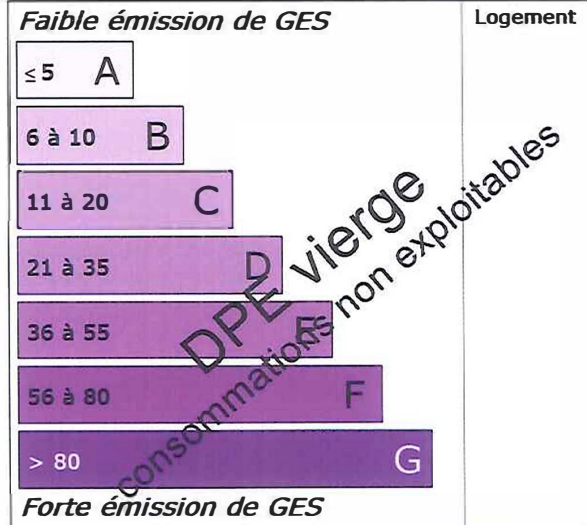 Faible émission de GES
Logement
≤ 5 A
6 à 10 B
11 à 20 C
21 à 35 D
36 à 55 E
56 à 80 F
> 80 G
Forte émission de GES
DPE vierge
consommations non exploitables